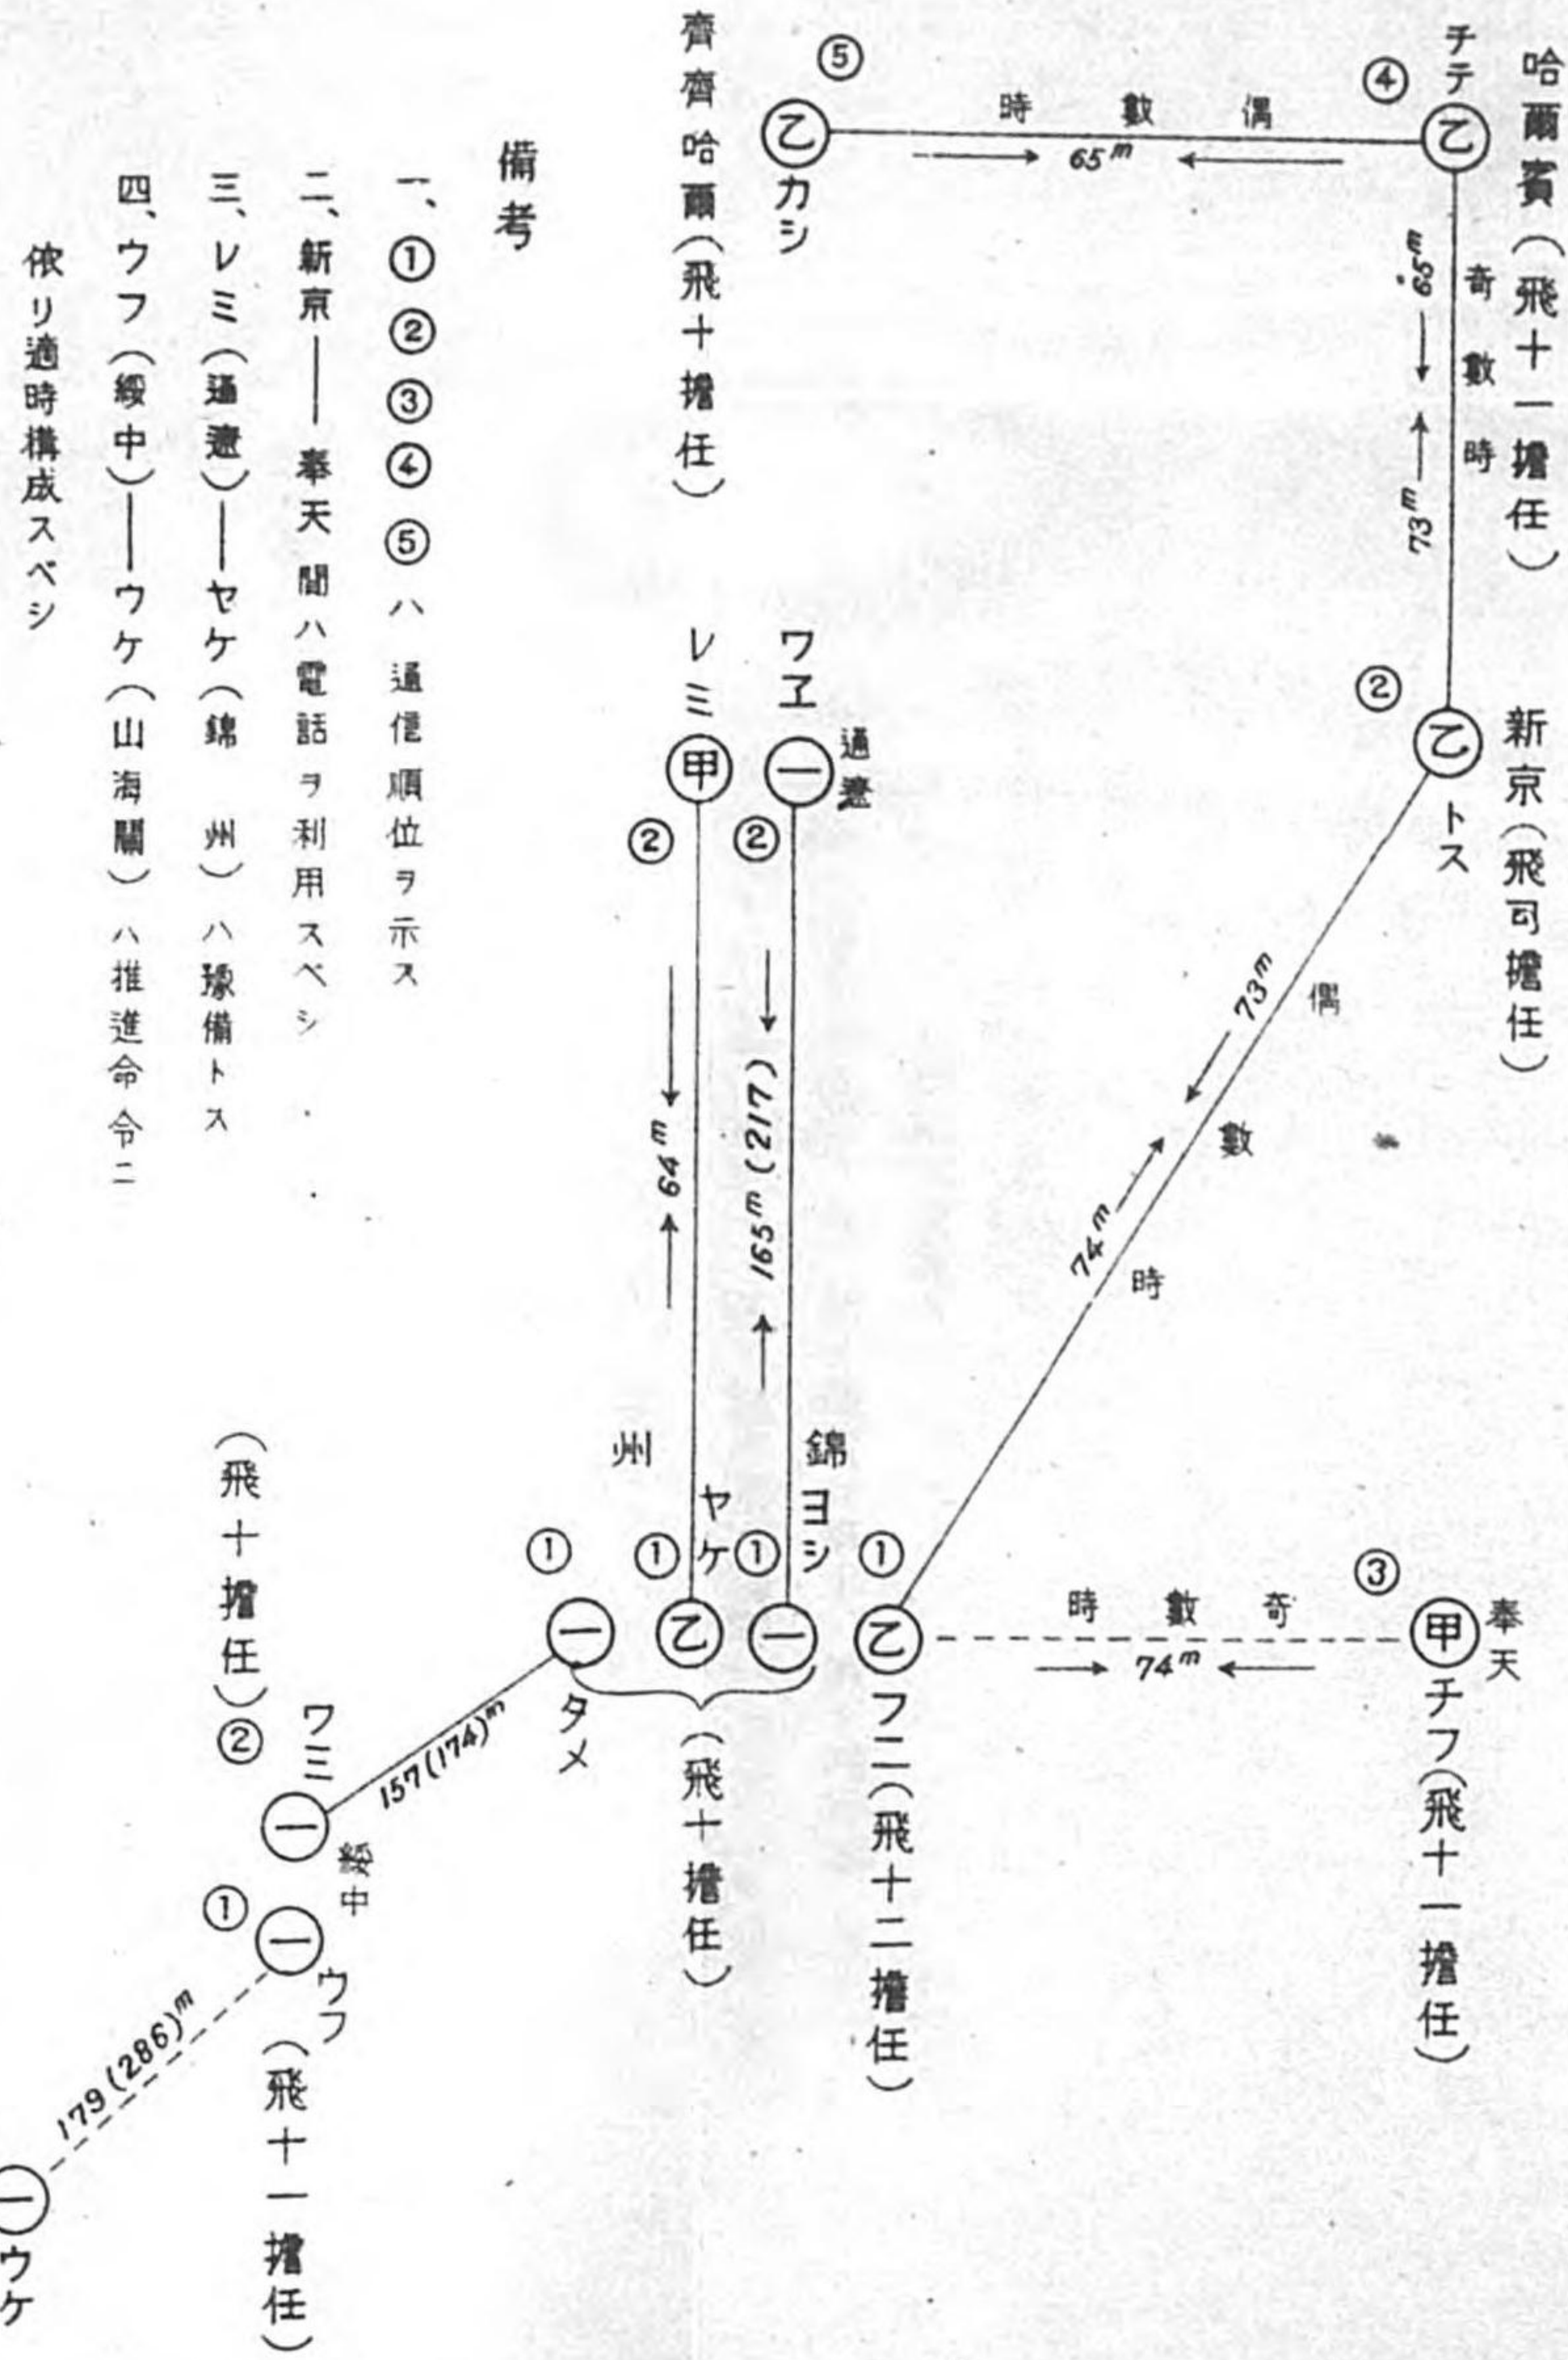 哈爾賓(飛十一擔任)
チテ
④
乙
奇數時
65m
73m
偶數時
65m
⑤
乙
カシ
齊齊哈爾(飛十擔任)
新京(飛司擔任)
②
乙
トス
73m
偶數時
74m
奉天
③
甲
チフ(飛十一擔任)
奇數時
74m
①
乙
フニ(飛十二擔任)
通遼
ワヱ
一
②
165m(217)
レミ
甲
②
64m
錦州
ヨシ
①
一
ヤケ
①
乙
①
一
タメ
(飛十擔任)
157(174)m
(飛十擔任)
②
ワミ
一
綏中
①
一
ウフ
(飛十一擔任)
179(286)m
一
ウケ
備考
一、①②③④⑤ハ通信順位ヲ示ス
二、新京——奉天間ハ電話ヲ利用スベシ
三、レミ(通遼)——ヤケ(錦州)ハ豫備トス
四、ウフ(綏中)——ウケ(山海關)ハ推進命令ニ
依リ適時構成スベシ